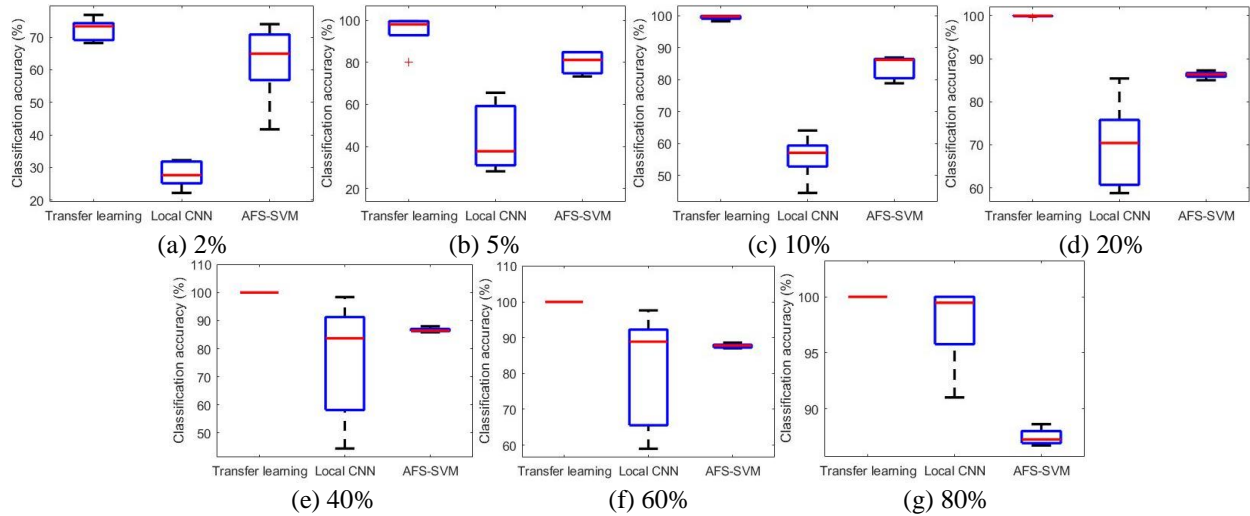 Classification accuracy (%)
70
60
50
40
30
20
Transfer learning Local CNN AFS-SVM
(a) 2%
Classification accuracy (%)
100
80
60
40
20
Transfer learning Local CNN AFS-SVM
(b) 5%
Classification accuracy (%)
100
90
80
70
60
50
Transfer learning Local CNN AFS-SVM
(c) 10%
Classification accuracy (%)
100
90
80
70
60
Transfer learning Local CNN AFS-SVM
(d) 20%
Classification accuracy (%)
110
100
90
80
70
60
50
Transfer learning Local CNN AFS-SVM
(e) 40%
Classification accuracy (%)
110
100
90
80
70
60
Transfer learning Local CNN AFS-SVM
(f) 60%
Classification accuracy (%)
100
95
90
Transfer learning Local CNN AFS-SVM
(g) 80%